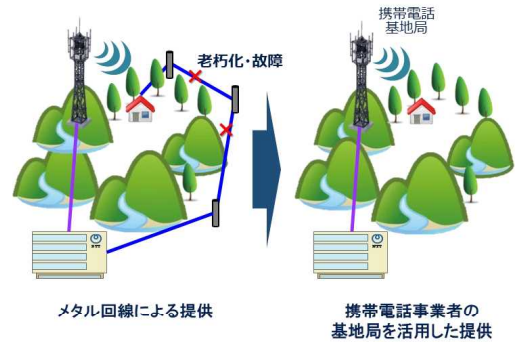 携帯電話
基地局
老朽化・故障
NTT
NTT
メタル回線による提供
携帯電話事業者の
基地局を活用した提供